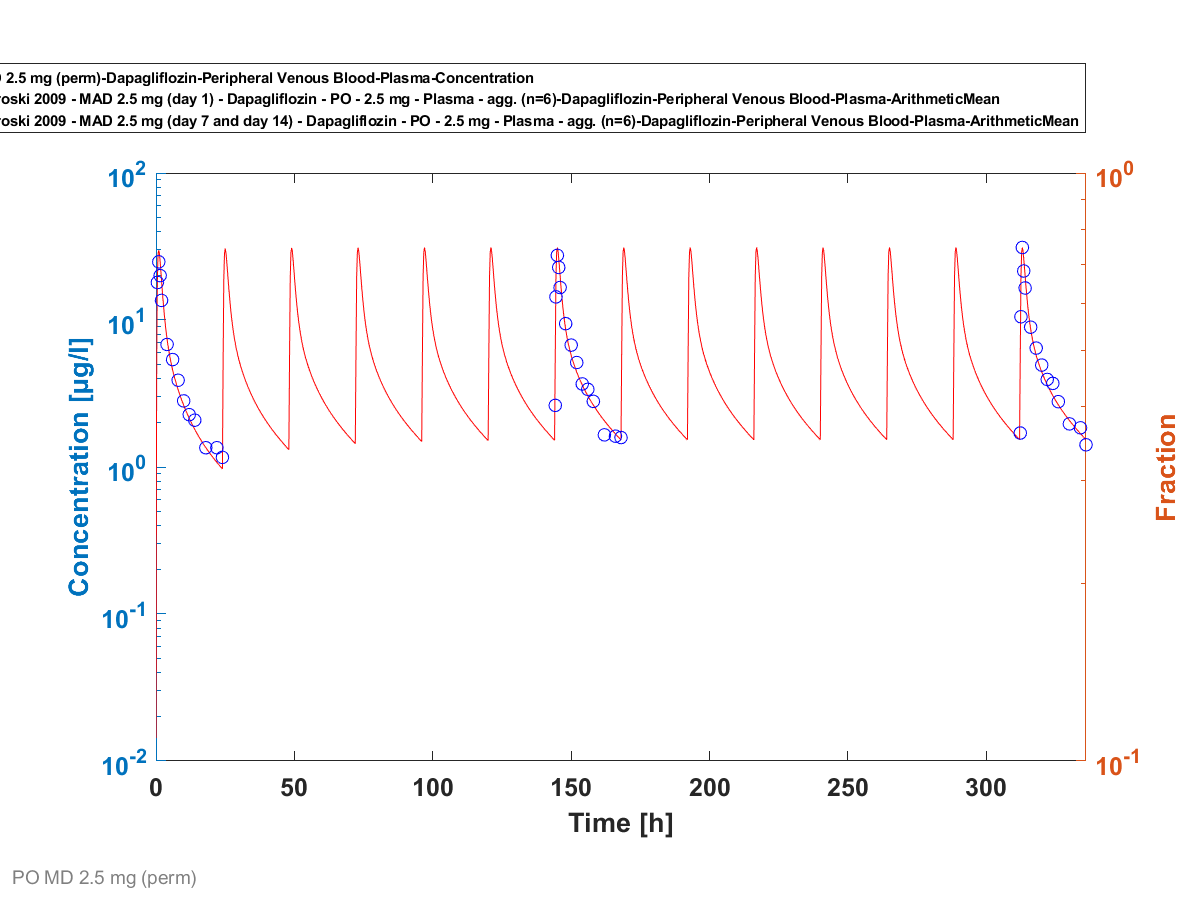 2.5 mg (perm)-Dapagliflozin-Peripheral Venous Blood-Plasma-Concentration
roski 2009 - MAD 2.5 mg (day 1) - Dapagliflozin - PO - 2.5 mg - Plasma - agg. (n=6)-Dapagliflozin-Peripheral Venous Blood-Plasma-ArithmeticMean
roski 2009 - MAD 2.5 mg (day 7 and day 14) - Dapagliflozin - PO - 2.5 mg - Plasma - agg. (n=6)-Dapagliflozin-Peripheral Venous Blood-Plasma-ArithmeticMean
10^2
10^1
10^0
10^-1
10^-2
Concentration [µg/l]
10^0
10^-1
Fraction
0 50 100 150 200 250 300
Time [h]
PO MD 2.5 mg (perm)